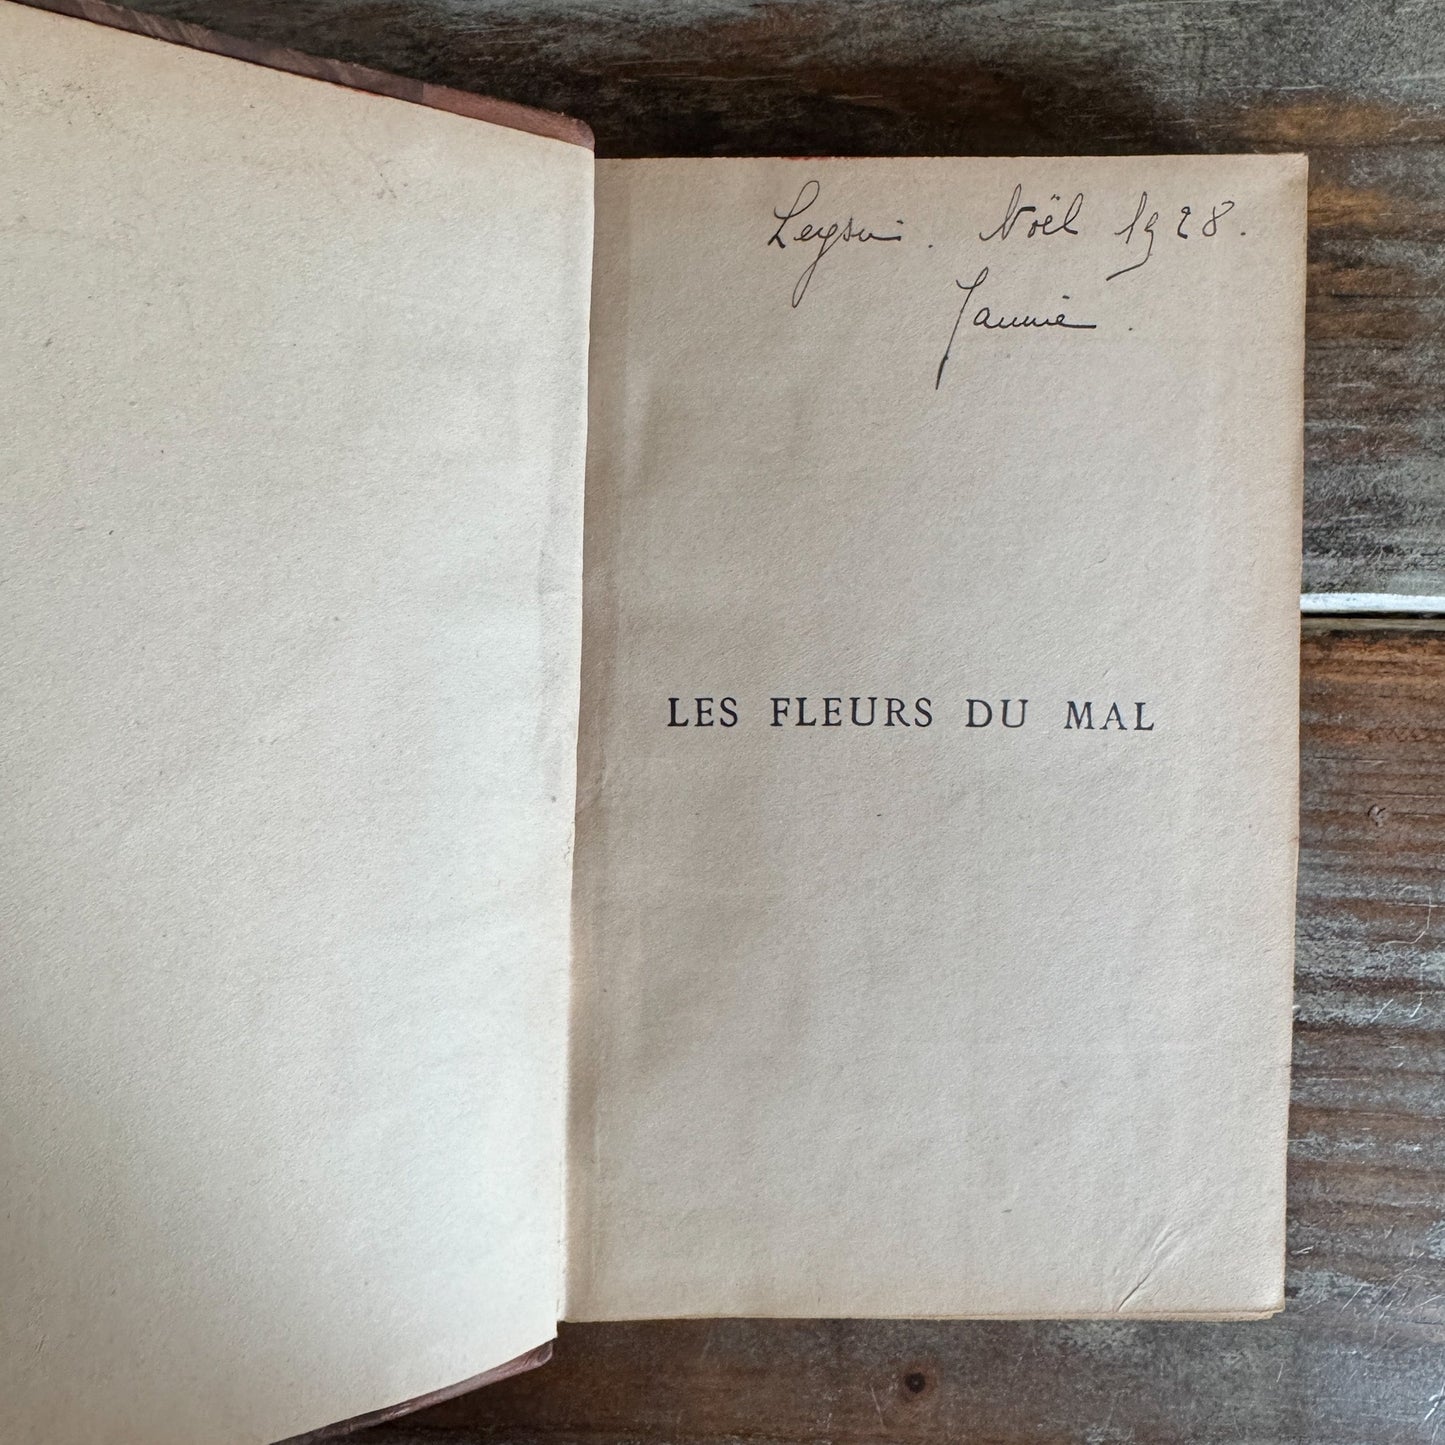 Leysin. Noël 1928.
Jannie.
LES FLEURS DU MAL